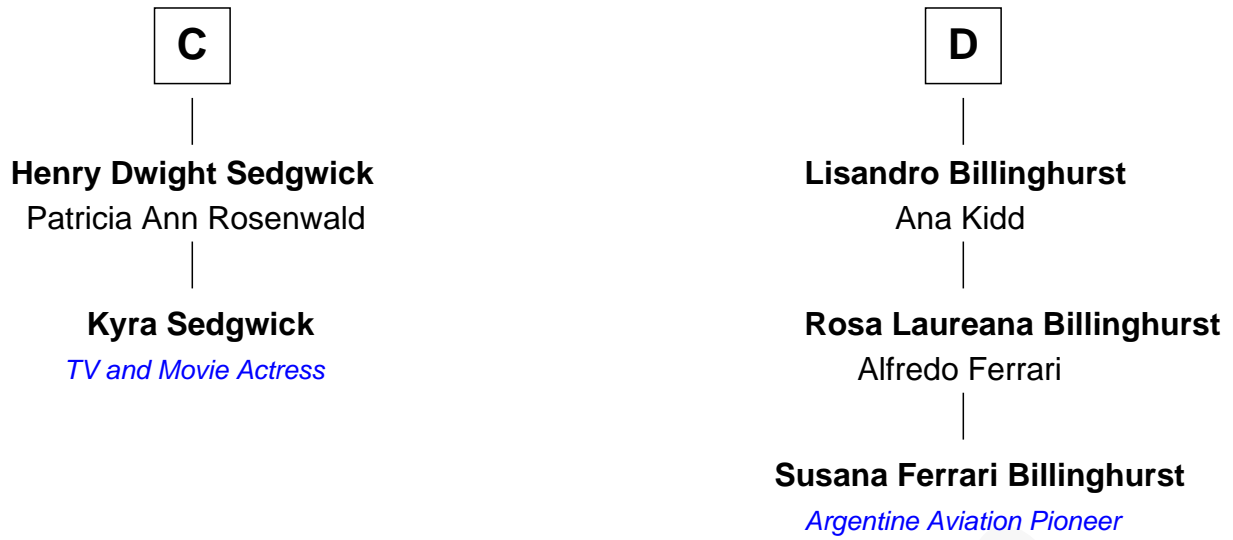 C
Henry Dwight Sedgwick
Patricia Ann Rosenwald
Kyra Sedgwick
TV and Movie Actress
D
Lisandro Billinghurst
Ana Kidd
Rosa Laureana Billinghurst
Alfredo Ferrari
Susana Ferrari Billinghurst
Argentine Aviation Pioneer